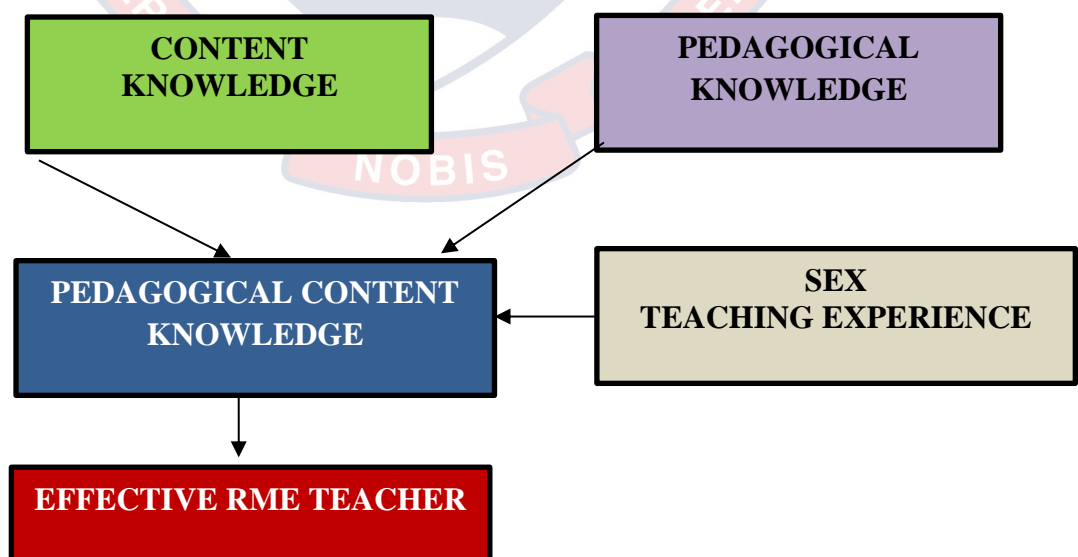 CONTENT
KNOWLEDGE
PEDAGOGICAL
KNOWLEDGE
NOBIS
PEDAGOGICAL CONTENT
KNOWLEDGE
SEX
TEACHING EXPERIENCE
EFFECTIVE RME TEACHER